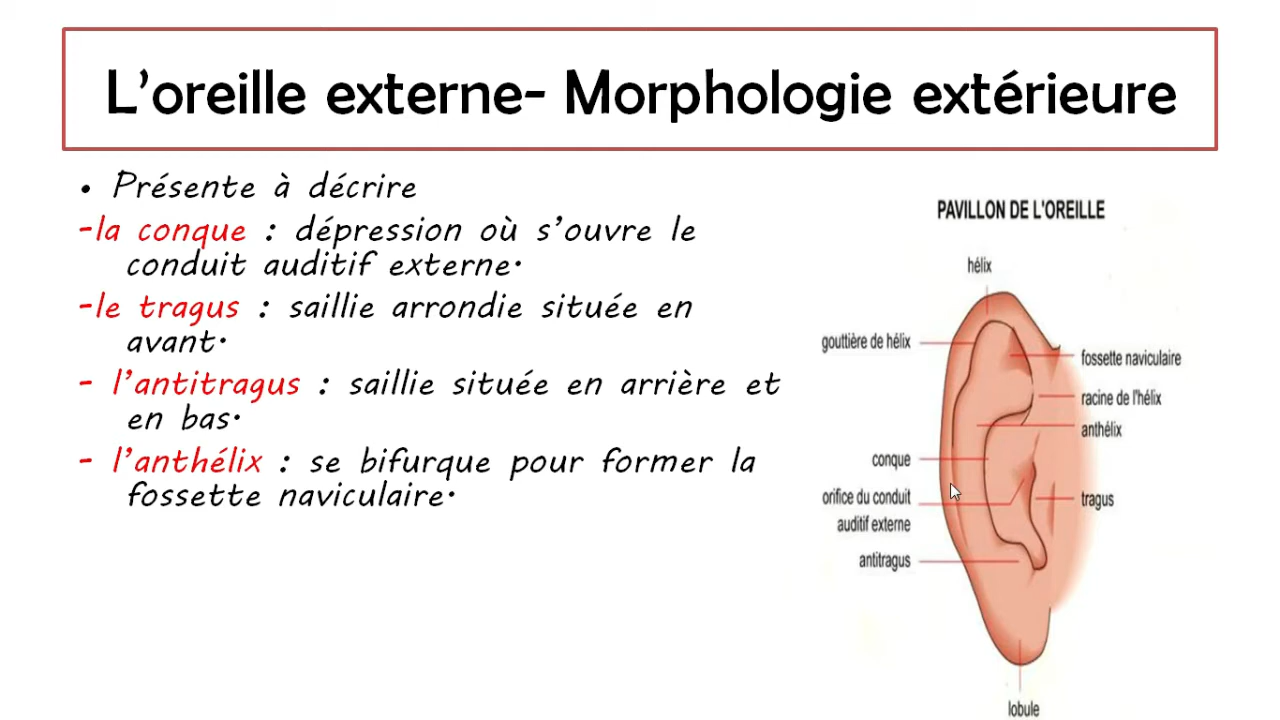 L’oreille externe- Morphologie extérieure
• Présente à décrire
-la conque : dépression où s’ouvre le
conduit auditif externe.
-le tragus : saillie arrondie située en
avant.
- l’antitragus : saillie située en arrière et
en bas.
- l’anthélix : se bifurque pour former la
fossette naviculaire.
PAVILLON DE L'OREILLE
hélix
gouttière de hélix
fossette naviculaire
racine de l'hélix
anthélix
conque
orifice du conduit
auditif externe
tragus
antitragus
lobule